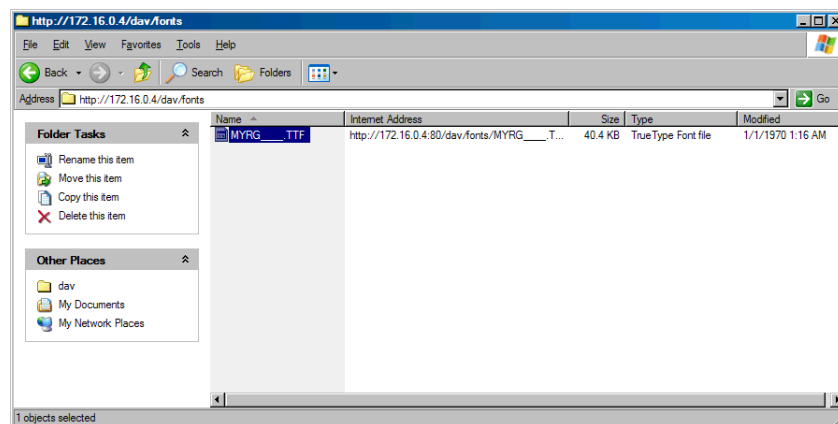 http://172.16.0.4/dav/fonts
File Edit View Favorites Tools Help
Back Search Folders
Address http://172.16.0.4/dav/fonts Go
Name Internet Address Size Type Modified
MYRG____.TTF http://172.16.0.4:80/dav/fonts/MYRG____.T... 40.4 KB TrueType Font file 1/1/1970 1:16 AM
Folder Tasks
Rename this item
Move this item
Copy this item
Delete this item
Other Places
dav
My Documents
My Network Places
1 objects selected